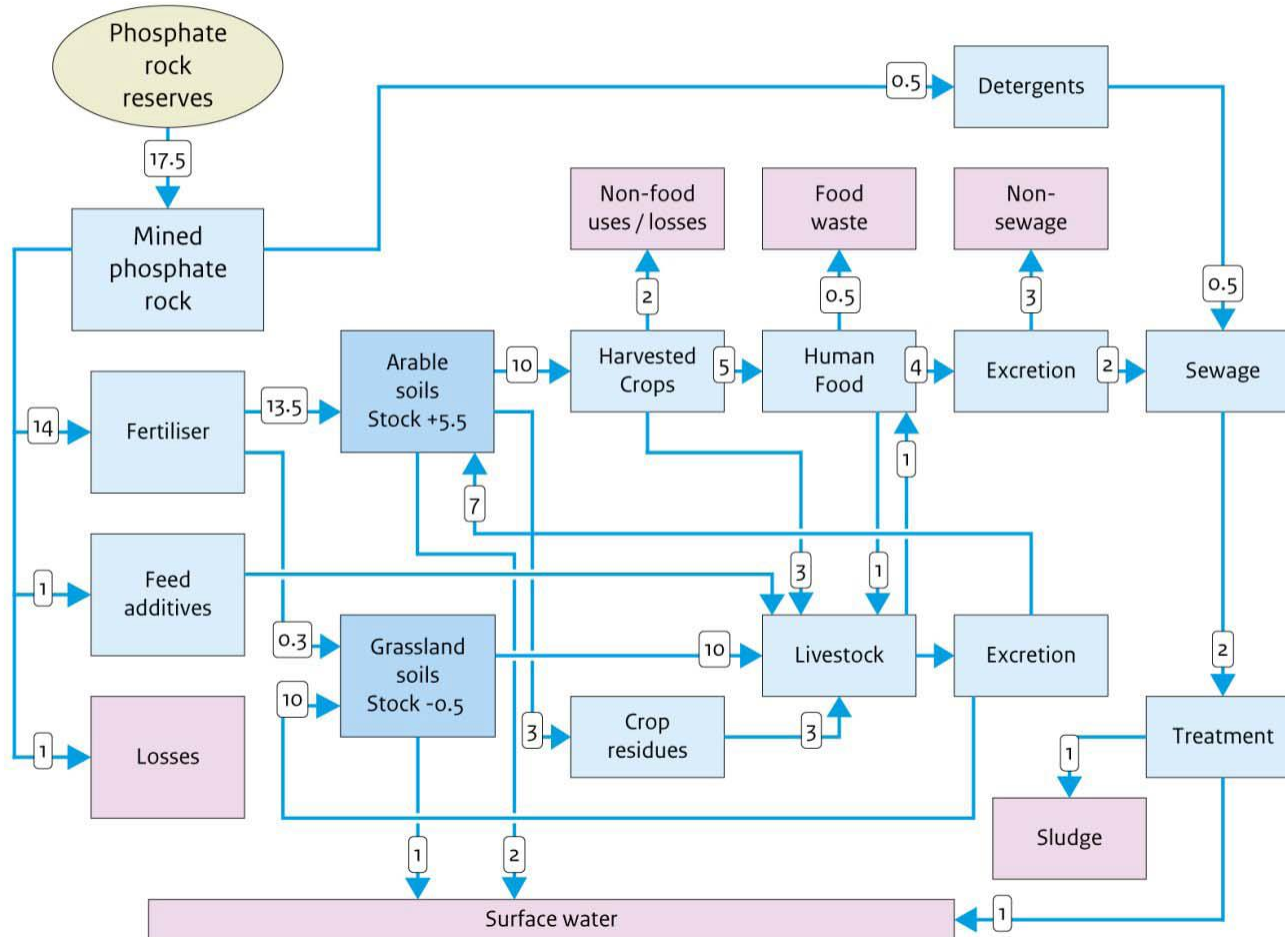 Phosphate
rock
reserves
17.5
Mined
phosphate
rock
0.5
Detergents
Non-food
uses / losses
Food
waste
Non-
sewage
2
0.5
3
0.5
14
Fertiliser
13.5
Arable
soils
Stock +5.5
10
Harvested
Crops
5
Human
Food
4
Excretion
2
Sewage
7
1
1
Feed
additives
3
1
0.3
Grassland
soils
Stock -0.5
10
10
Livestock
Excretion
2
1
Losses
3
Crop
residues
3
Treatment
1
Sludge
1
2
Surface water
1